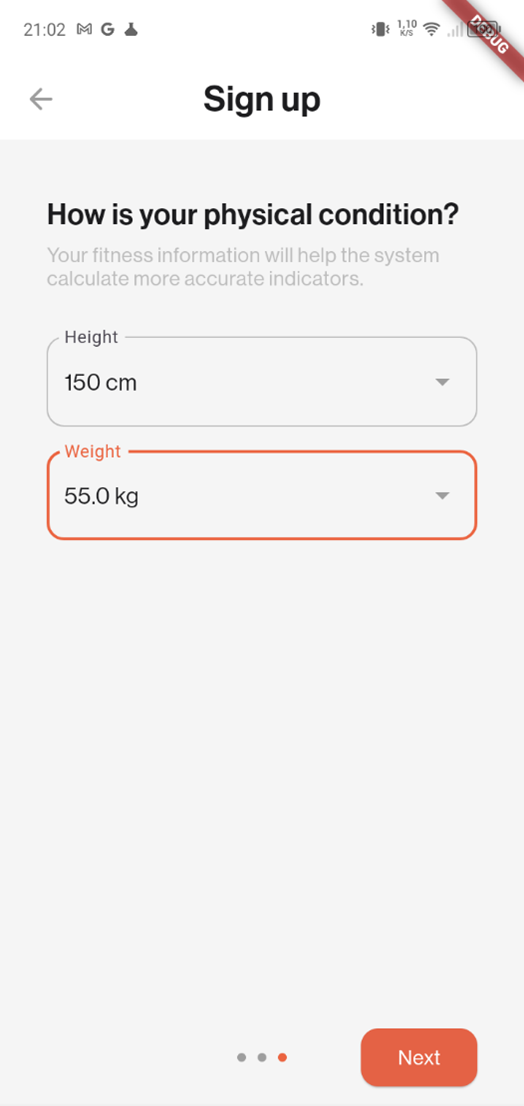 21:02
1,10
K/S
DEBUG
Sign up
How is your physical condition?
Your fitness information will help the system
calculate more accurate indicators.
Height
150 cm
Weight
55.0 kg
Next